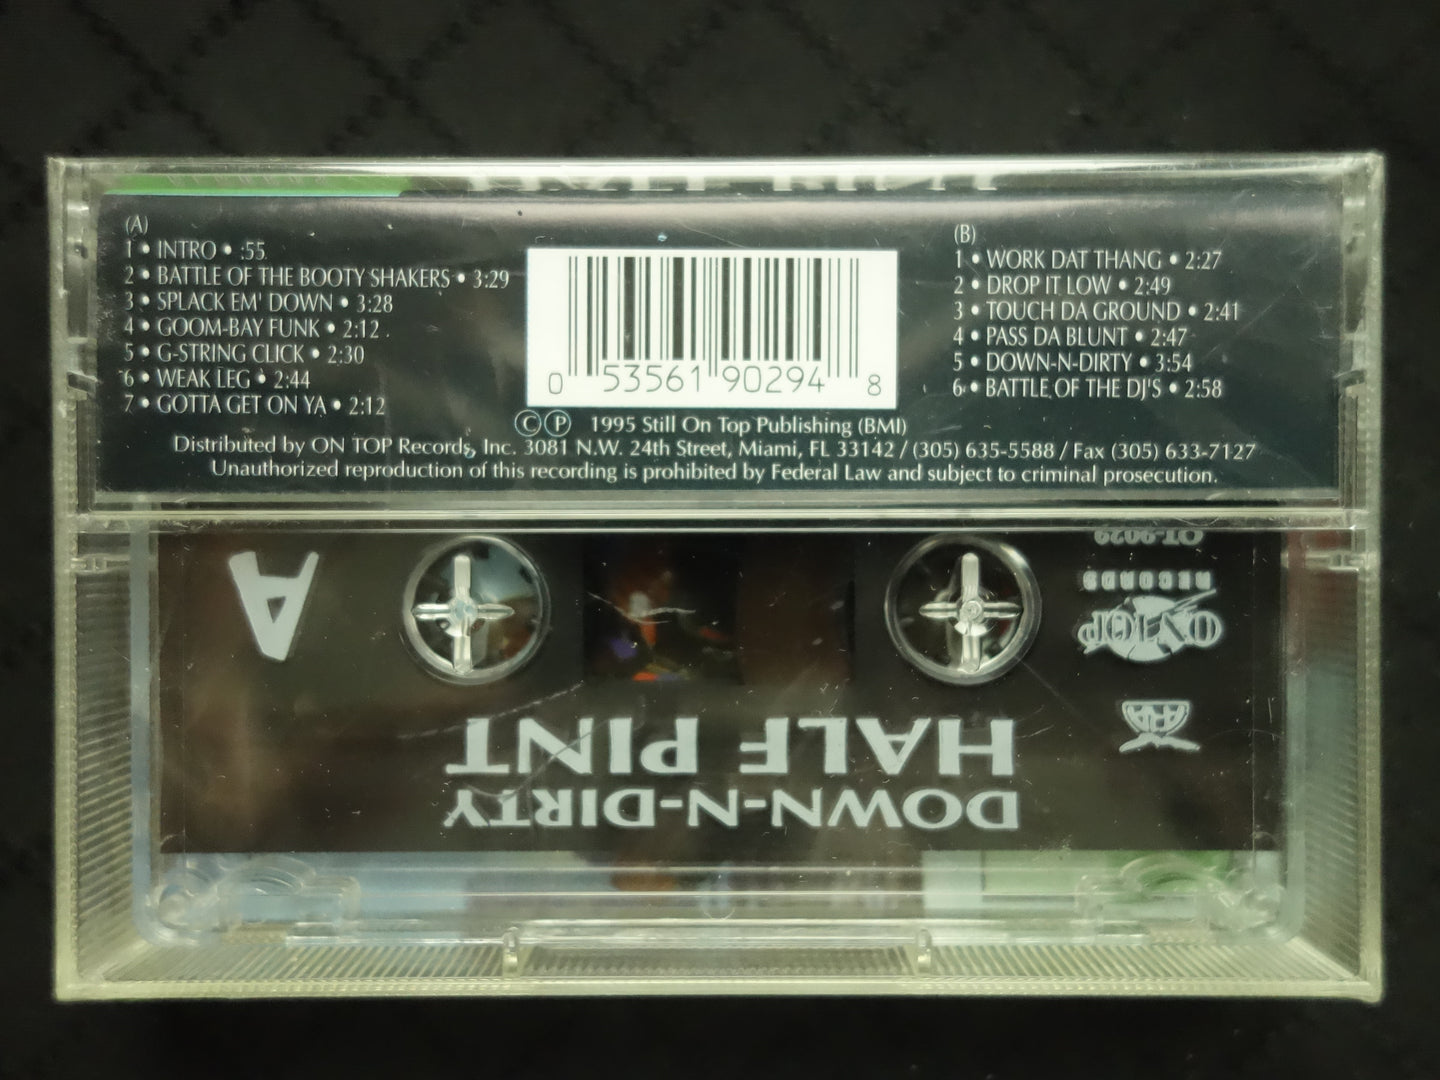 (A)
1 • INTRO • :55
2 • BATTLE OF THE BOOTY SHAKERS • 3:29
3 • SPLACK EM' DOWN • 3:28
4 • GOOM-BAY FUNK • 2:12
5 • G-STRING CLICK • 2:30
6 • WEAK LEG • 2:44
7 • GOTTA GET ON YA • 2:12
(B)
1 • WORK DAT THANG • 2:27
2 • DROP IT LOW • 2:49
3 • TOUCH DA GROUND • 2:41
4 • PASS DA BLUNT • 2:47
5 • DOWN-N-DIRTY • 3:54
6 • BATTLE OF THE DJ'S • 2:58
0 53561 90294 8
© ℗ 1995 Still On Top Publishing (BMI)
Distributed by ON TOP Records, Inc. 3081 N.W. 24th Street, Miami, FL 33142 / (305) 635-5588 / Fax (305) 633-7127
Unauthorized reproduction of this recording is prohibited by Federal Law and subject to criminal prosecution.
DOWN-N-DIRTY
HALF PINT
A
ON TOP
RECORDS
OT-9029